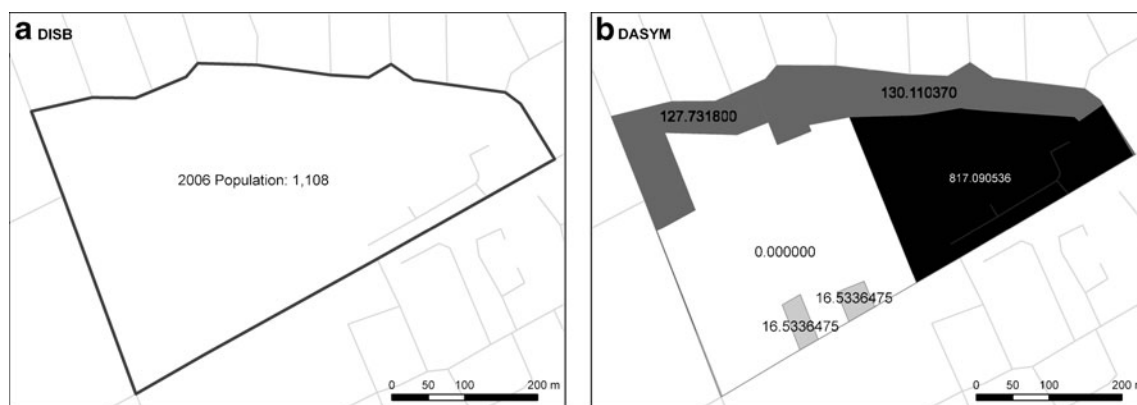 a DISB
2006 Population: 1,108
0 50 100 200 m
b DASYM
130.110370
127.731800
817.090536
0.000000
16.5336475
16.5336475
0 50 100 200 m